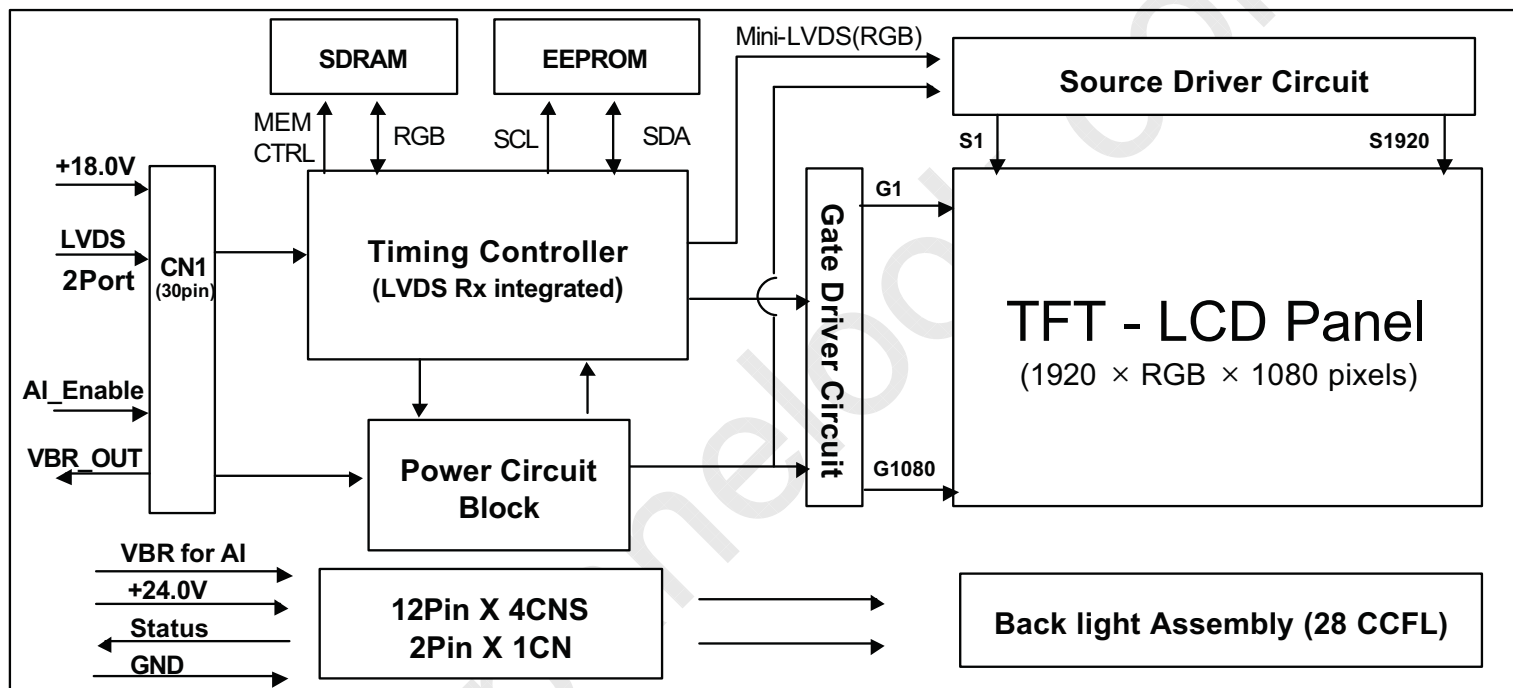 SDRAM
EEPROM
Mini-LVDS(RGB)
Source Driver Circuit
MEM
CTRL
RGB
SCL
SDA
S1
S1920
+18.0V
LVDS
2Port
CN1
(30pin)
Timing Controller
(LVDS Rx integrated)
Gate Driver Circuit
G1
TFT - LCD Panel
(1920 × RGB × 1080 pixels)
AI_Enable
VBR_OUT
Power Circuit
Block
G1080
VBR for AI
+24.0V
Status
GND
12Pin X 4CNS
2Pin X 1CN
Back light Assembly (28 CCFL)